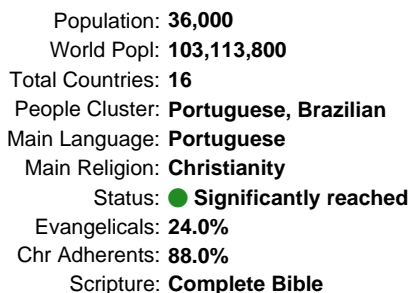 Population: 36,000
World Popl: 103,113,800
Total Countries: 16
People Cluster: Portuguese, Brazilian
Main Language: Portuguese
Main Religion: Christianity
Status: Significantly reached
Evangelicals: 24.0%
Chr Adherents: 88.0%
Scripture: Complete Bible